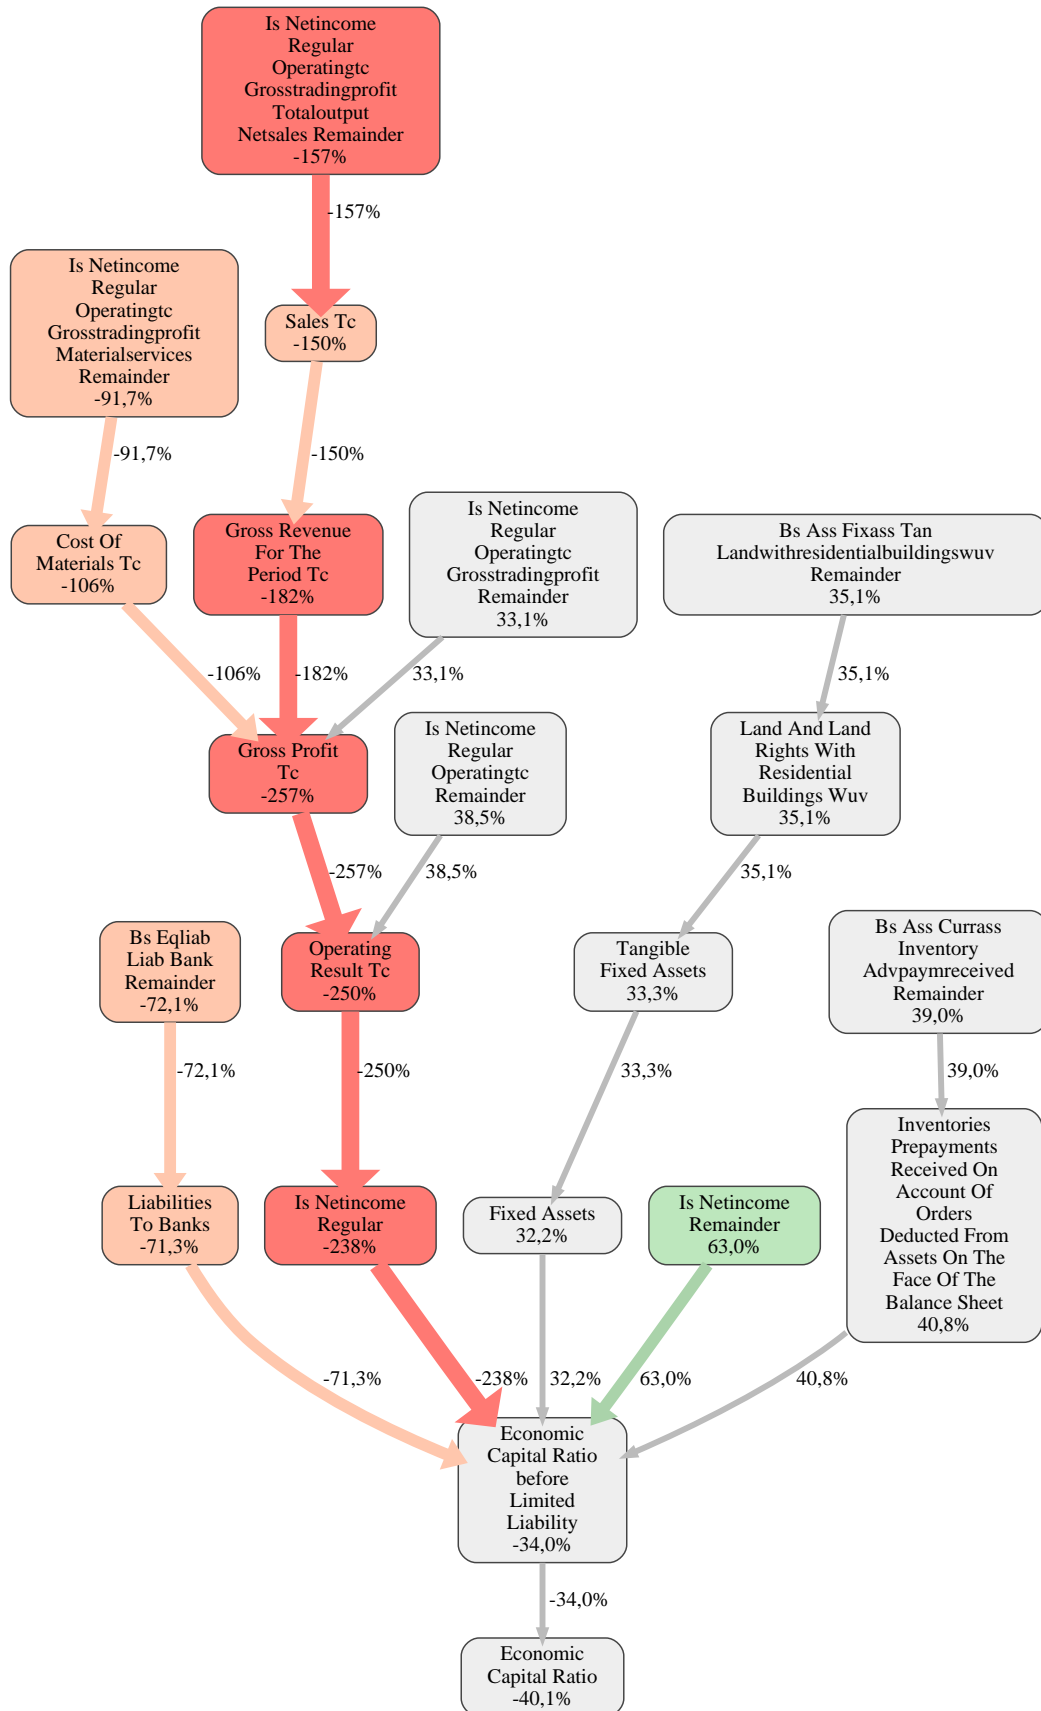 Is Netincome
Regular
Operatingtc
Grosstradingprofit
Totaloutput
Netsales Remainder
-157%
-157%
Is Netincome
Regular
Operatingtc
Grosstradingprofit
Materialservices
Remainder
-91,7%
Sales Tc
-150%
-91,7%
-150%
Cost Of
Materials Tc
-106%
Gross Revenue
For The
Period Tc
-182%
Is Netincome
Regular
Operatingtc
Grosstradingprofit
Remainder
33,1%
Bs Ass Fixass Tan
Landwithresidentialbuildingswuv
Remainder
35,1%
-106%
-182%
33,1%
35,1%
Gross Profit
Tc
-257%
Is Netincome
Regular
Operatingtc
Remainder
38,5%
Land And Land
Rights With
Residential
Buildings Wuv
35,1%
-257%
38,5%
35,1%
Bs Eqliab
Liab Bank
Remainder
-72,1%
Operating
Result Tc
-250%
Tangible
Fixed Assets
33,3%
Bs Ass Currass
Inventory
Advpaymreceived
Remainder
39,0%
-72,1%
-250%
33,3%
39,0%
Liabilities
To Banks
-71,3%
Is Netincome
Regular
-238%
Fixed Assets
32,2%
Is Netincome
Remainder
63,0%
Inventories
Prepayments
Received On
Account Of
Orders
Deducted From
Assets On The
Face Of The
Balance Sheet
40,8%
-71,3%
-238%
32,2%
63,0%
40,8%
Economic
Capital Ratio
before
Limited
Liability
-34,0%
-34,0%
Economic
Capital Ratio
-40,1%